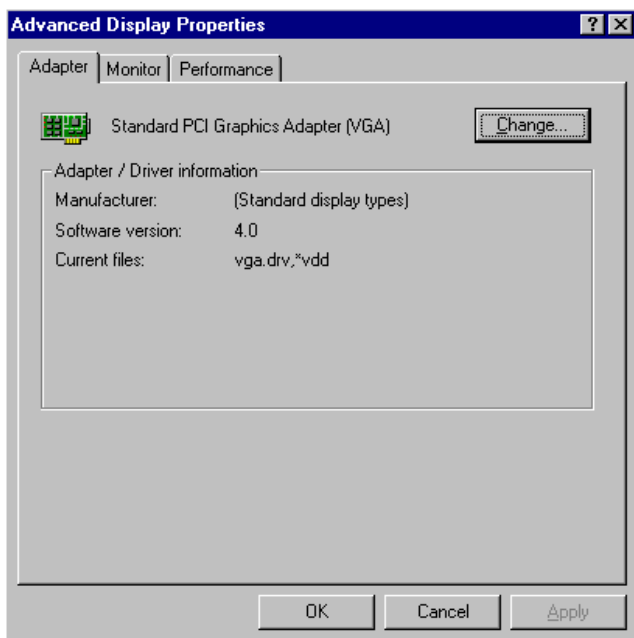 Advanced Display Properties
Adapter Monitor Performance
Standard PCI Graphics Adapter (VGA) Change...
Adapter / Driver information
Manufacturer: (Standard display types)
Software version: 4.0
Current files: vga.drv,*vdd
OK Cancel Apply